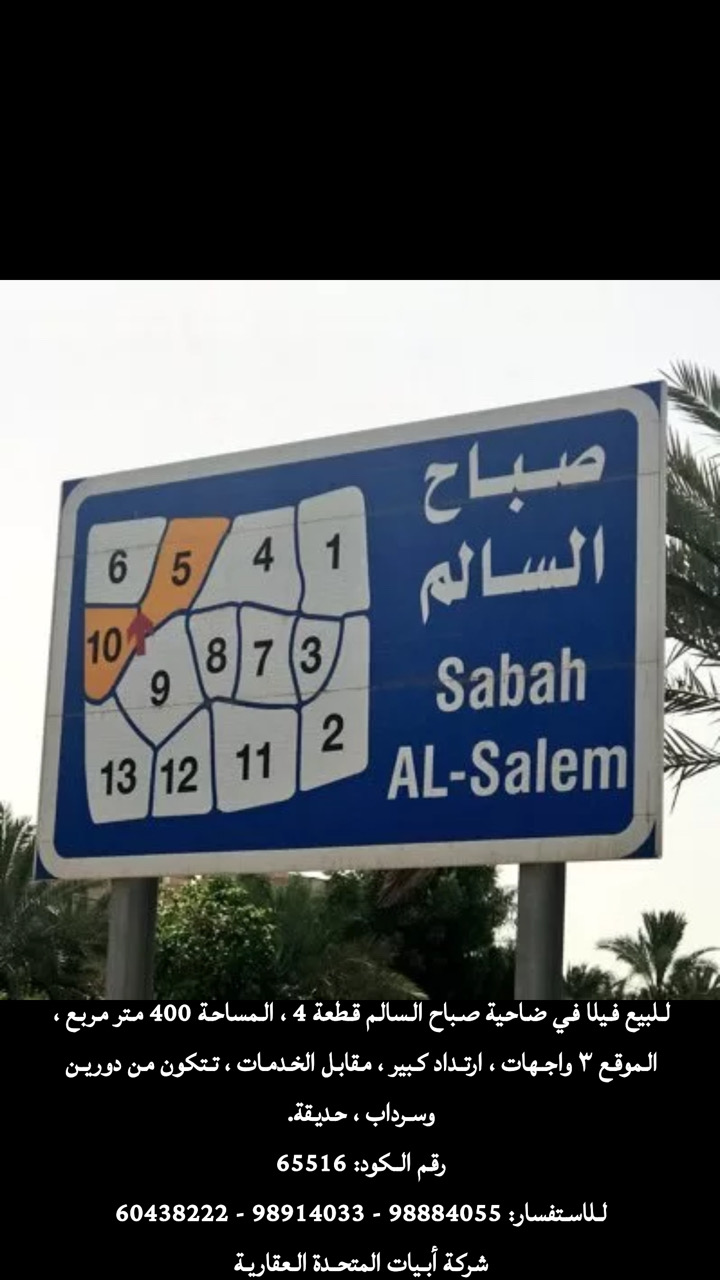 صباح
السالم
Sabah
AL-Salem
6 5 4 1
10 9 8 7 3
13 12 11 2
للبيع فيلا في ضاحية صباح السالم قطعة 4 ، المساحة 400 متر مربع ،
الموقع ٣ واجهات ، ارتداد كبير ، مقابل الخدمات ، تتكون من دورين
وسرداب ، حديقة.
رقم الكود: 65516
للاستفسار: 98884055 - 98914033 - 60438222
شركة أبيات المتحدة العقارية